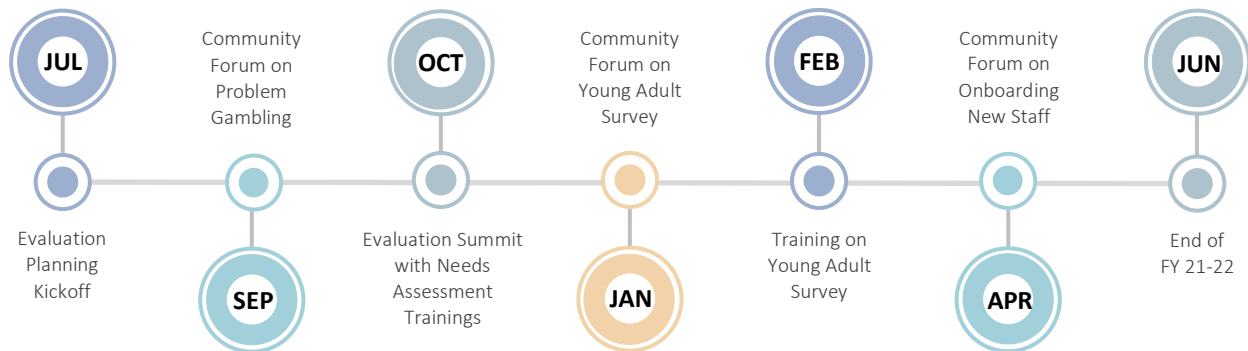 JUL
Evaluation
Planning
Kickoff
Community
Forum on
Problem
Gambling
SEP
OCT
Evaluation Summit
with Needs
Assessment
Trainings
Community
Forum on
Young Adult
Survey
JAN
FEB
Training on
Young Adult
Survey
Community
Forum on
Onboarding
New Staff
APR
JUN
End of
FY 21-22